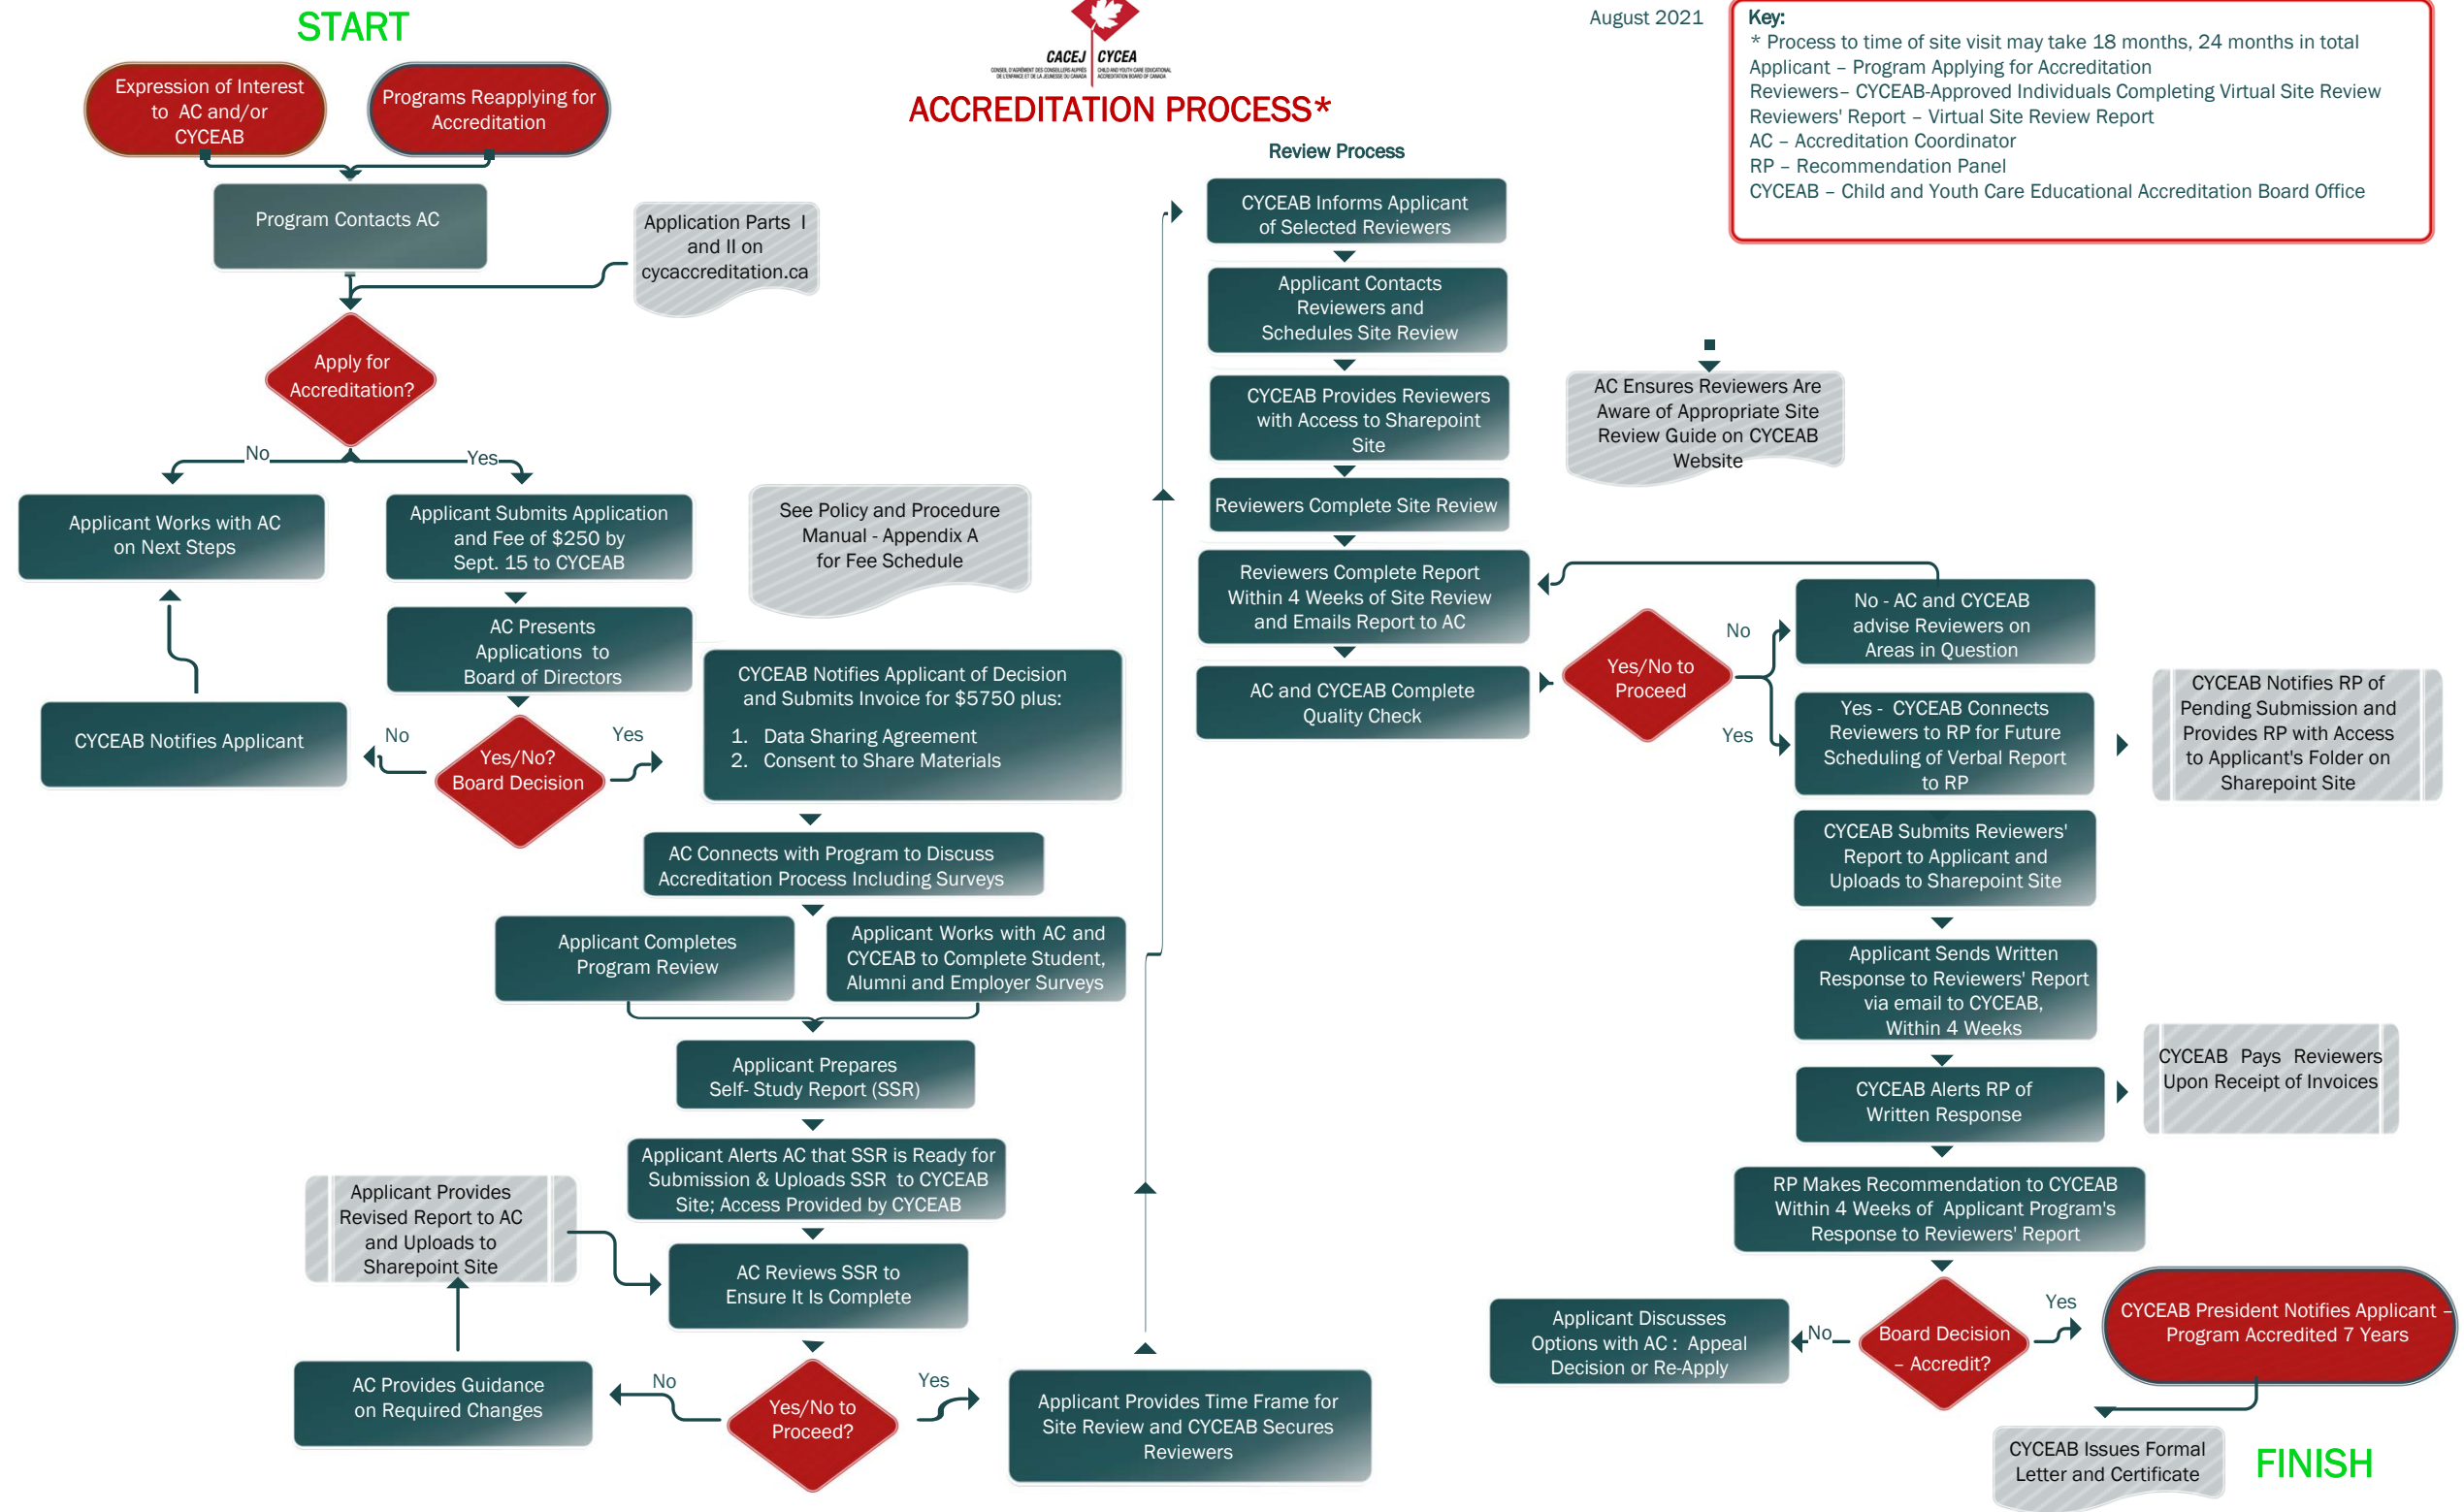 START
Expression of Interest
to AC and/or
CYCEAB
Programs Reapplying for
Accreditation
Program Contacts AC
Application Parts I
and II on
cycaccreditation.ca
Apply for
Accreditation?
No
Yes
Applicant Works with AC
on Next Steps
Applicant Submits Application
and Fee of $250 by
Sept. 15 to CYCEAB
See Policy and Procedure
Manual - Appendix A
for Fee Schedule
AC Presents
Applications to
Board of Directors
CYCEAB Notifies Applicant
No
Yes/No?
Board Decision
Yes
CYCEAB Notifies Applicant of Decision
and Submits Invoice for $5750 plus:
1. Data Sharing Agreement
2. Consent to Share Materials
AC Connects with Program to Discuss
Accreditation Process Including Surveys
Applicant Completes
Program Review
Applicant Works with AC and
CYCEAB to Complete Student,
Alumni and Employer Surveys
Applicant Prepares
Self- Study Report (SSR)
Applicant Alerts AC that SSR is Ready for
Submission & Uploads SSR to CYCEAB
Site; Access Provided by CYCEAB
Applicant Provides
Revised Report to AC
and Uploads to
Sharepoint Site
AC Reviews SSR to
Ensure It Is Complete
AC Provides Guidance
on Required Changes
No
Yes/No to
Proceed?
Yes
Applicant Provides Time Frame for
Site Review and CYCEAB Secures
Reviewers
CACEJ CYCEA
CONSEIL D'AGRÉMENT DES CONSEILLERS AUPRÈS
DE L'ENFANCE ET DE LA JEUNESSE DU CANADA
CHILD AND YOUTH CARE EDUCATIONAL
ACCREDITATION BOARD OF CANADA
ACCREDITATION PROCESS*
August 2021
Key:
* Process to time of site visit may take 18 months, 24 months in total
Applicant – Program Applying for Accreditation
Reviewers– CYCEAB-Approved Individuals Completing Virtual Site Review
Reviewers' Report – Virtual Site Review Report
AC – Accreditation Coordinator
RP – Recommendation Panel
CYCEAB – Child and Youth Care Educational Accreditation Board Office
Review Process
CYCEAB Informs Applicant
of Selected Reviewers
Applicant Contacts
Reviewers and
Schedules Site Review
CYCEAB Provides Reviewers
with Access to Sharepoint
Site
AC Ensures Reviewers Are
Aware of Appropriate Site
Review Guide on CYCEAB
Website
Reviewers Complete Site Review
Reviewers Complete Report
Within 4 Weeks of Site Review
and Emails Report to AC
AC and CYCEAB Complete
Quality Check
Yes/No to
Proceed
No
Yes
No - AC and CYCEAB
advise Reviewers on
Areas in Question
Yes - CYCEAB Connects
Reviewers to RP for Future
Scheduling of Verbal Report
to RP
CYCEAB Notifies RP of
Pending Submission and
Provides RP with Access
to Applicant's Folder on
Sharepoint Site
CYCEAB Submits Reviewers'
Report to Applicant and
Uploads to Sharepoint Site
Applicant Sends Written
Response to Reviewers' Report
via email to CYCEAB,
Within 4 Weeks
CYCEAB Alerts RP of
Written Response
CYCEAB Pays Reviewers
Upon Receipt of Invoices
RP Makes Recommendation to CYCEAB
Within 4 Weeks of Applicant Program's
Response to Reviewers' Report
Applicant Discusses
Options with AC : Appeal
Decision or Re-Apply
No
Board Decision
– Accredit?
Yes
CYCEAB President Notifies Applicant –
Program Accredited 7 Years
CYCEAB Issues Formal
Letter and Certificate
FINISH